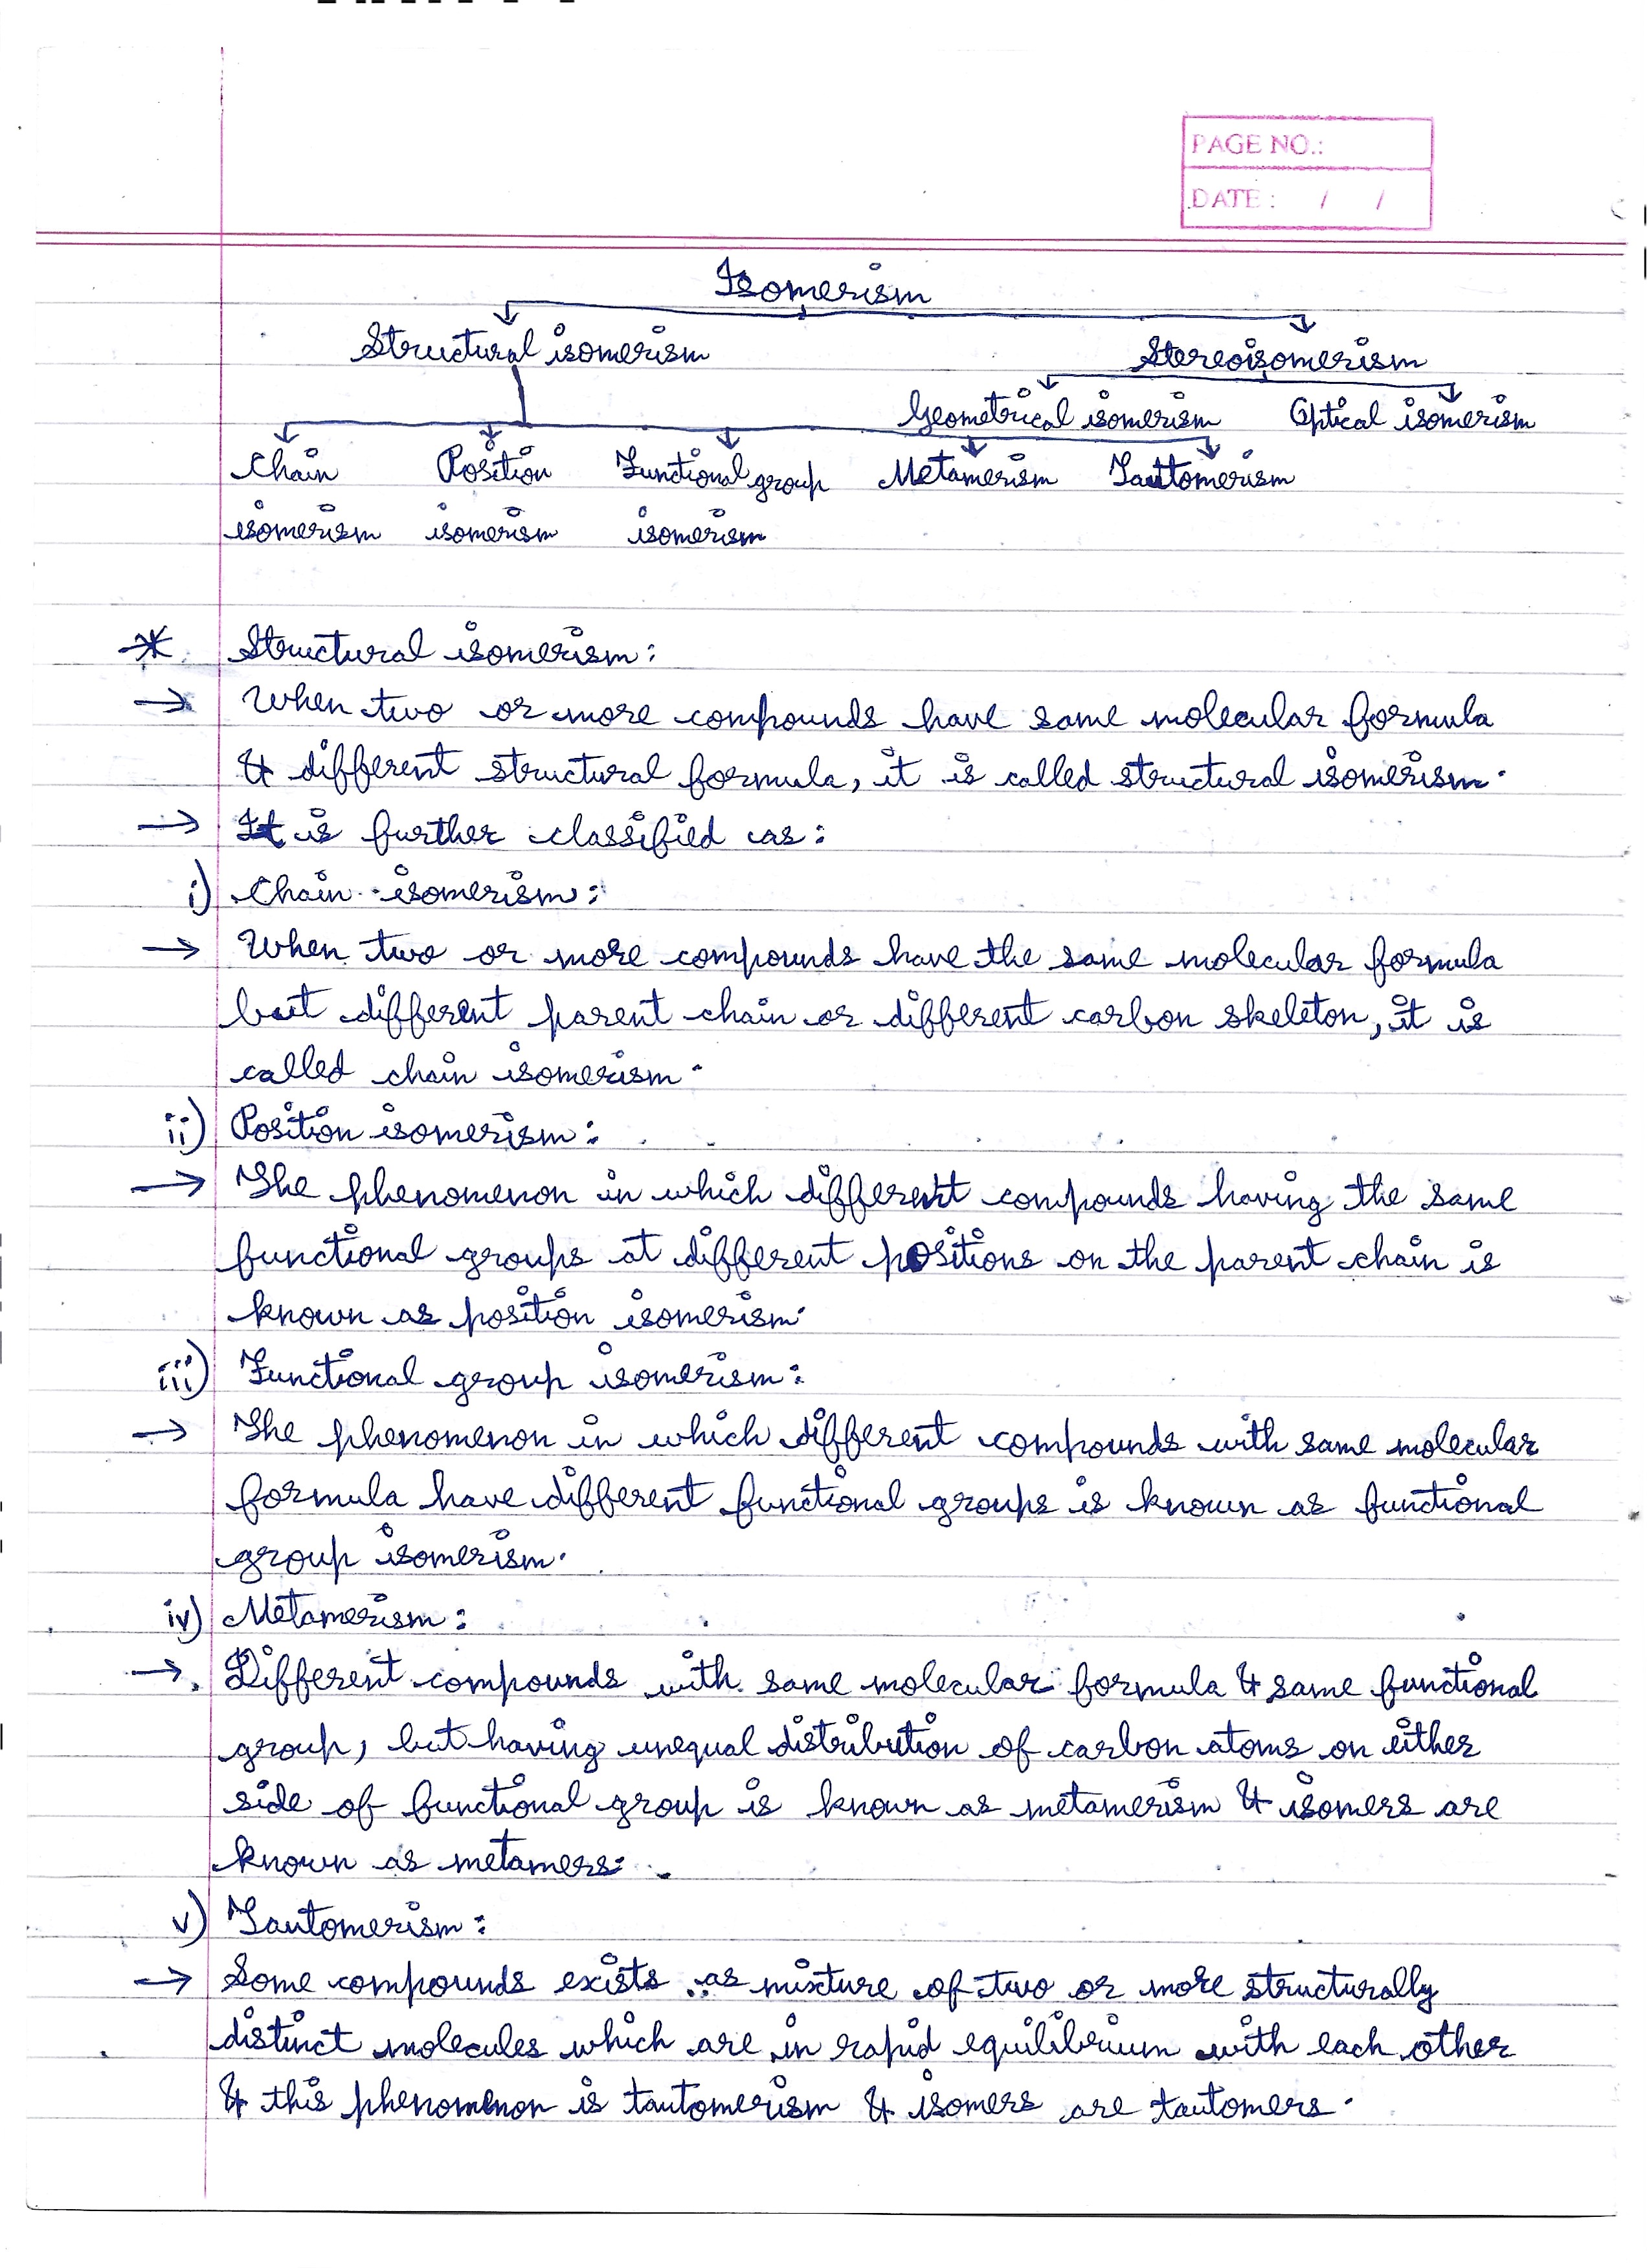 PAGE NO.:
DATE : / /
Isomerism
Structural isomerism Stereoisomerism
Geometrical isomerism Optical isomerism
Chain Position Functional group Metamerism Tauttomerism
isomerism isomerism isomerism
* Structural isomerism:
→ When two or more compounds have same molecular formula
& different structural formula, it is called structural isomerism.
→ It is further classified as:
i) Chain isomerism:
→ When two or more compounds have the same molecular formula
but different parent chain or different carbon skeleton, it is
called chain isomerism.
ii) Position isomerism:
→ The phenomenon in which different compounds having the same
functional groups at different positions on the parent chain is
known as position isomerism.
iii) Functional group isomerism:
→ The phenomenon in which different compounds with same molecular
formula have different functional groups is known as functional
group isomerism.
iv) Metamerism:
→ Different compounds with same molecular formula & same functional
group, but having unequal distribution of carbon atoms on either
side of functional group is known as metamerism & isomers are
known as metamers.
v) Tautomerism:
→ Some compounds exists as mixture of two or more structurally
distinct molecules which are in rapid equilibrium with each other
& this phenomenon is tautomerism & isomers are tautomers.